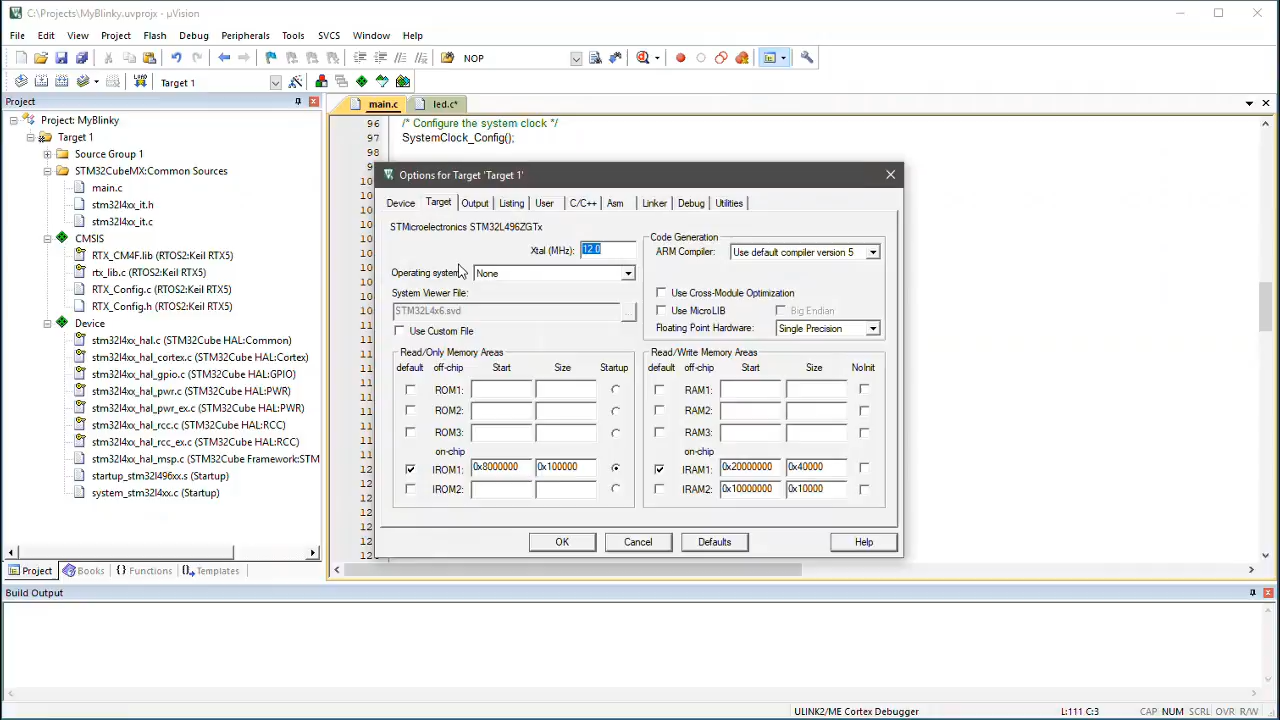 C:\Projects\MyBlinky.uvprojx - µVision
File Edit View Project Flash Debug Peripherals Tools SVCS Window Help
NOP
LOAD Target 1
Project
main.c led.c*
Project: MyBlinky
Target 1
Source Group 1
STM32CubeMX:Common Sources
main.c
stm32l4xx_it.h
stm32l4xx_it.c
CMSIS
RTX_CM4F.lib (RTOS2:Keil RTX5)
rtx_lib.c (RTOS2:Keil RTX5)
RTX_Config.c (RTOS2:Keil RTX5)
RTX_Config.h (RTOS2:Keil RTX5)
Device
stm32l4xx_hal.c (STM32Cube HAL:Common)
stm32l4xx_hal_cortex.c (STM32Cube HAL:Cortex)
stm32l4xx_hal_gpio.c (STM32Cube HAL:GPIO)
stm32l4xx_hal_pwr.c (STM32Cube HAL:PWR)
stm32l4xx_hal_pwr_ex.c (STM32Cube HAL:PWR)
stm32l4xx_hal_rcc.c (STM32Cube HAL:RCC)
stm32l4xx_hal_rcc_ex.c (STM32Cube HAL:RCC)
stm32l4xx_hal_msp.c (STM32Cube Framework:STM
startup_stm32l496xx.s (Startup)
system_stm32l4xx.c (Startup)
Project Books {} Functions Templates
96 /* Configure the system clock */
97 SystemClock_Config();
98
Options for Target 'Target 1'
Device Target Output Listing User C/C++ Asm Linker Debug Utilities
STMicroelectronics STM32L496ZGTx
Xtal (MHz): 12.0
Operating system: None
System Viewer File:
STM32L4x6.svd
...
Use Custom File
Code Generation
ARM Compiler: Use default compiler version 5
Use Cross-Module Optimization
Use MicroLIB Big Endian
Floating Point Hardware: Single Precision
Read/Only Memory Areas
default off-chip Start Size Startup
ROM1:
ROM2:
ROM3:
on-chip
IROM1: 0x8000000 0x100000
IROM2:
Read/Write Memory Areas
default off-chip Start Size NoInit
RAM1:
RAM2:
RAM3:
on-chip
IRAM1: 0x20000000 0x40000
IRAM2: 0x10000000 0x10000
OK Cancel Defaults Help
Build Output
ULINK2/ME Cortex Debugger L:111 C:3 CAP NUM SCRL OVR R/W